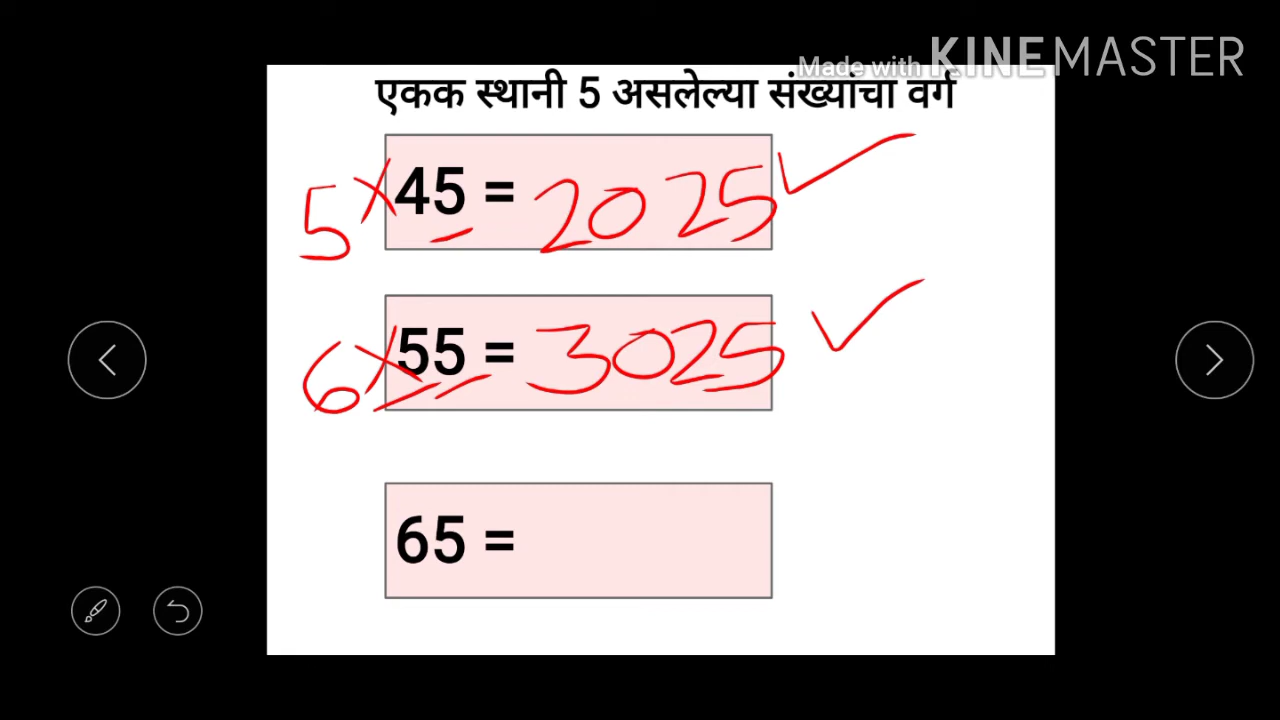 Made with KINEMASTER
एकक स्थानी 5 असलेल्या संख्यांचा वर्ग
5 × 45 = 2025 ✓
6 × 55 = 3025 ✓
65 =